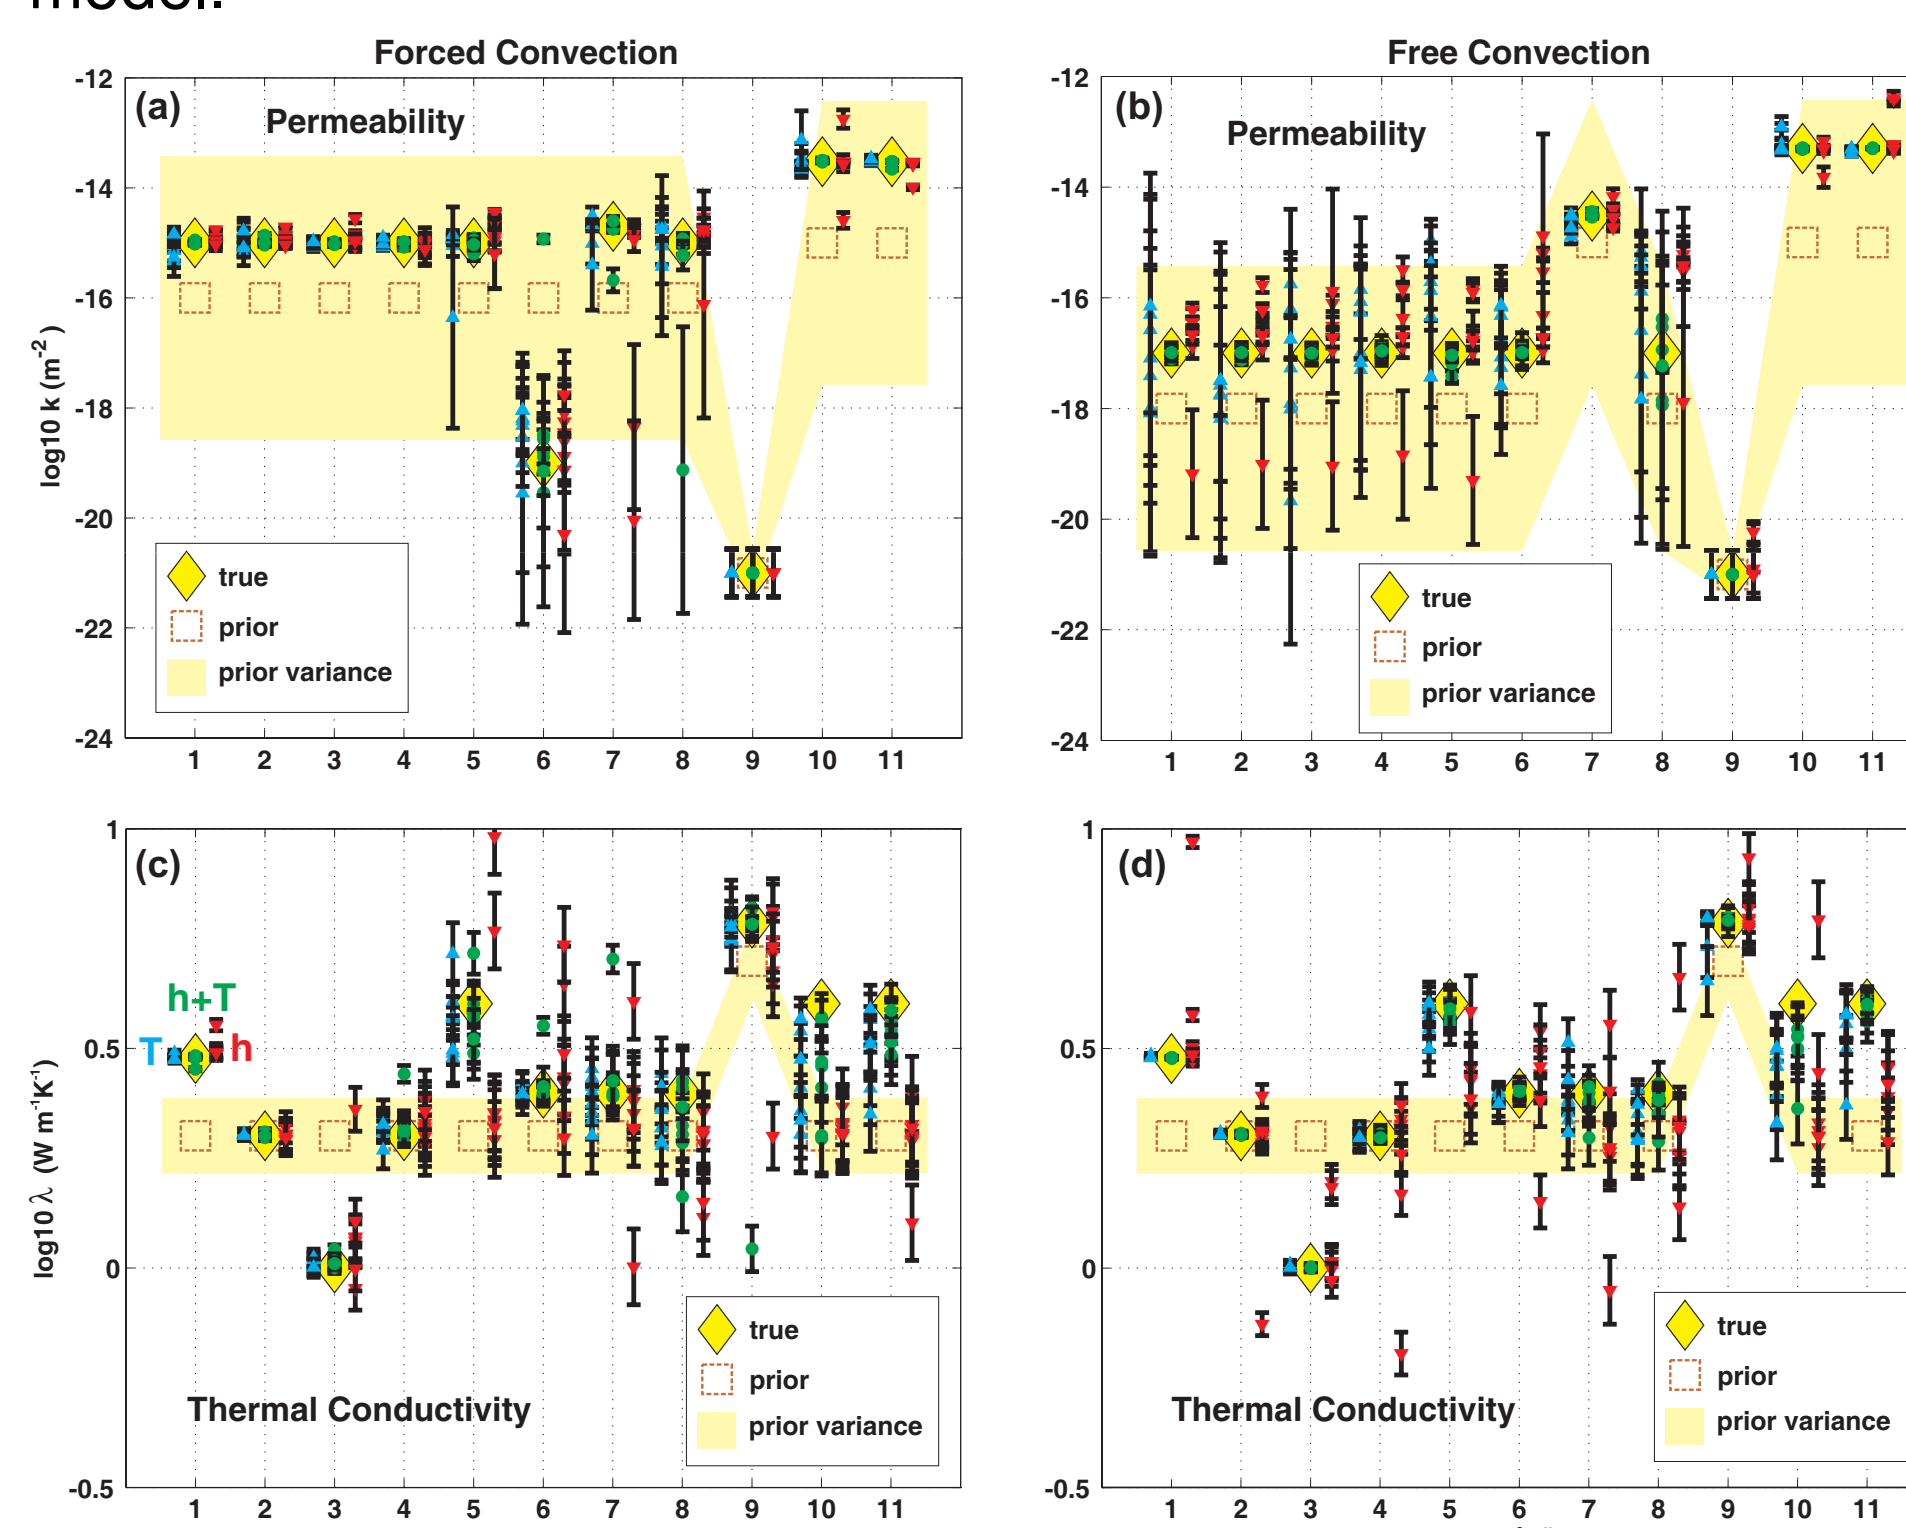 model.
Forced Convection
(a)
Permeability
-12
-14
-16
-18
-20
-22
-24
log10 k (m-2 )
true
prior
prior variance
1 2 3 4 5 6 7 8 9 10 11
Free Convection
(b)
Permeability
-12
-14
-16
-18
-20
-22
-24
true
prior
prior variance
1 2 3 4 5 6 7 8 9 10 11
(c)
1
0.5
0
-0.5
log10 λ (W m-1K-1)
h+T
T
h
Thermal Conductivity
true
prior
prior variance
1 2 3 4 5 6 7 8 9 10 11
(d)
1
0.5
0
-0.5
Thermal Conductivity
true
prior
prior variance
1 2 3 4 5 6 7 8 9 10 11